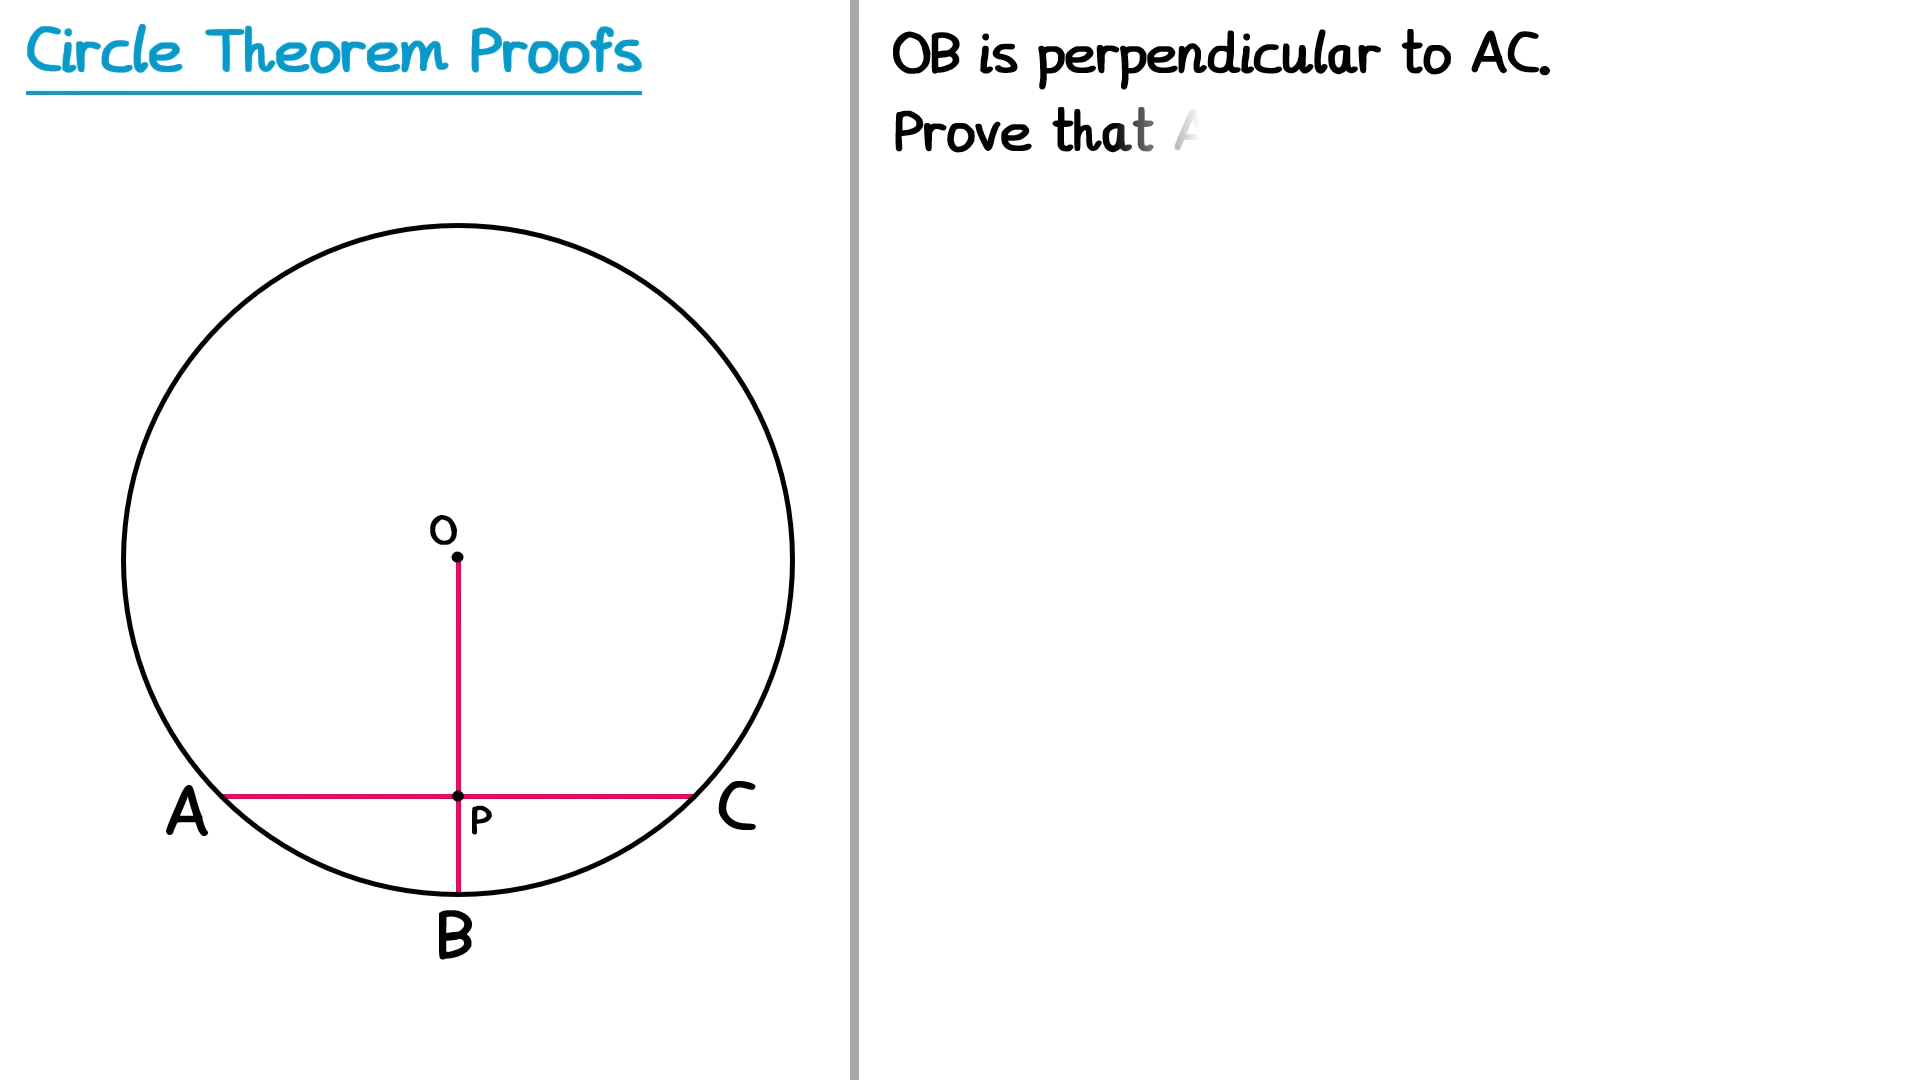 Circle Theorem Proofs
OB is perpendicular to AC.
Prove that A
O
A
P
C
B